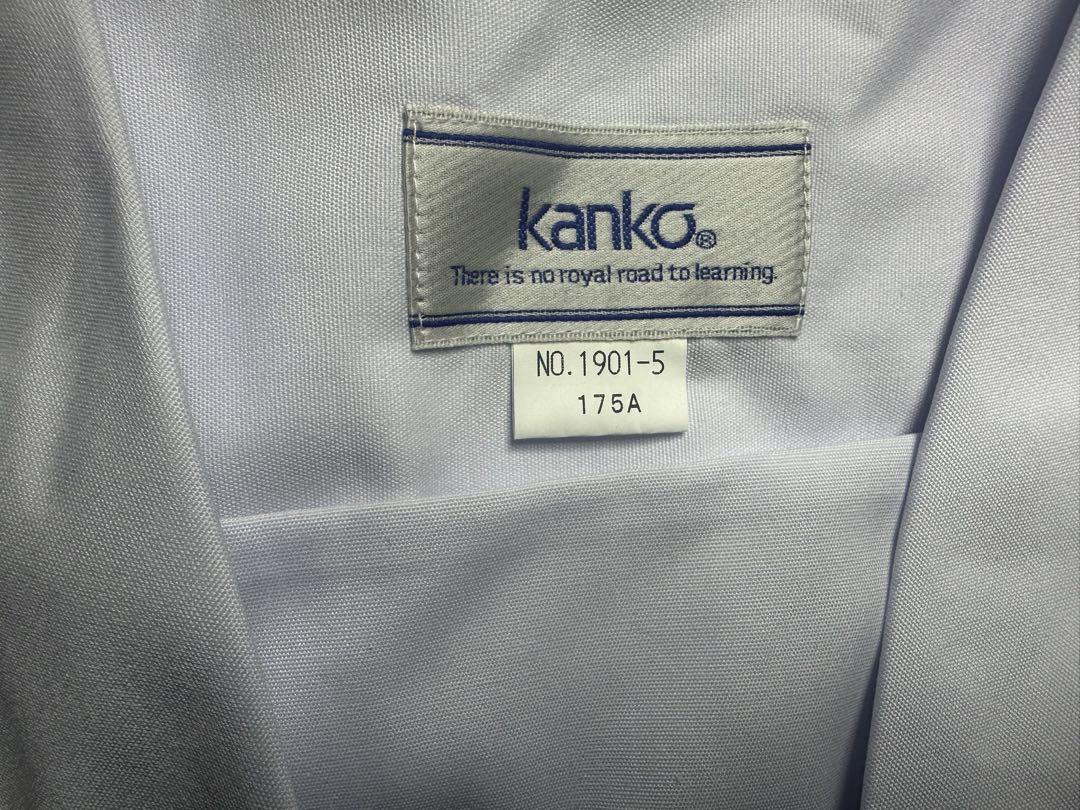 kanko®
There is no royal road to learning.
NO.1901-5
175A